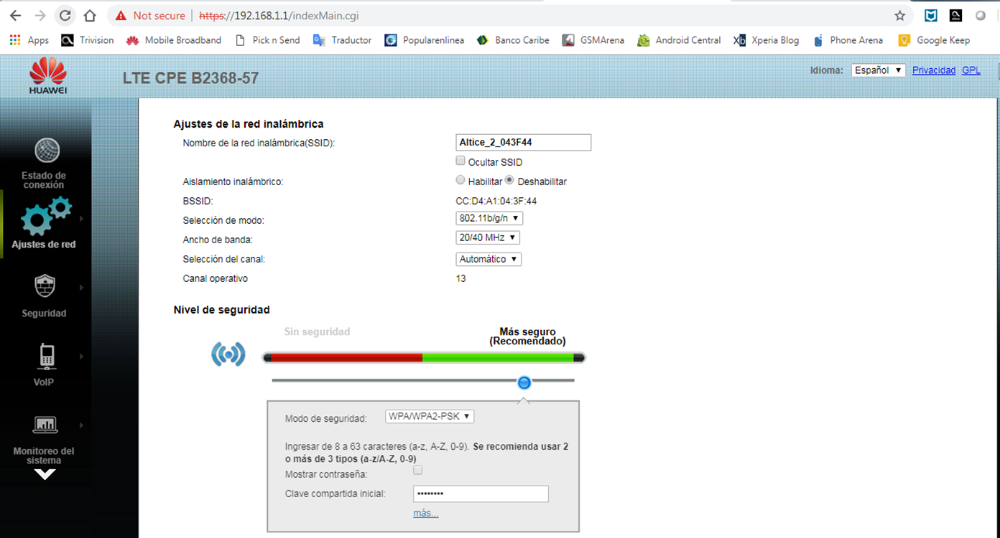 Not secure https://192.168.1.1/indexMain.cgi
Apps Trivision Mobile Broadband Pick n Send Traductor Popularenlinea Banco Caribe GSMArena Android Central Xperia Blog Phone Arena Google Keep
HUAWEI
LTE CPE B2368-57
Idioma: Español Privacidad GPL
Estado de
conexión
Ajustes de red
Seguridad
VoIP
Monitoreo del
sistema
Ajustes de la red inalámbrica
Nombre de la red inalámbrica(SSID): Altice_2_043F44
Ocultar SSID
Aislamiento inalámbrico: Habilitar Deshabilitar
BSSID: CC:D4:A1:04:3F:44
Selección de modo: 802.11b/g/n
Ancho de banda: 20/40 MHz
Selección del canal: Automático
Canal operativo 13
Nivel de seguridad
Sin seguridad
Más seguro
(Recomendado)
Modo de seguridad: WPA/WPA2-PSK
Ingresar de 8 a 63 caracteres (a-z, A-Z, 0-9). Se recomienda usar 2
o más de 3 tipos (a-z/A-Z, 0-9)
Mostrar contraseña:
Clave compartida inicial: ••••••••
más...